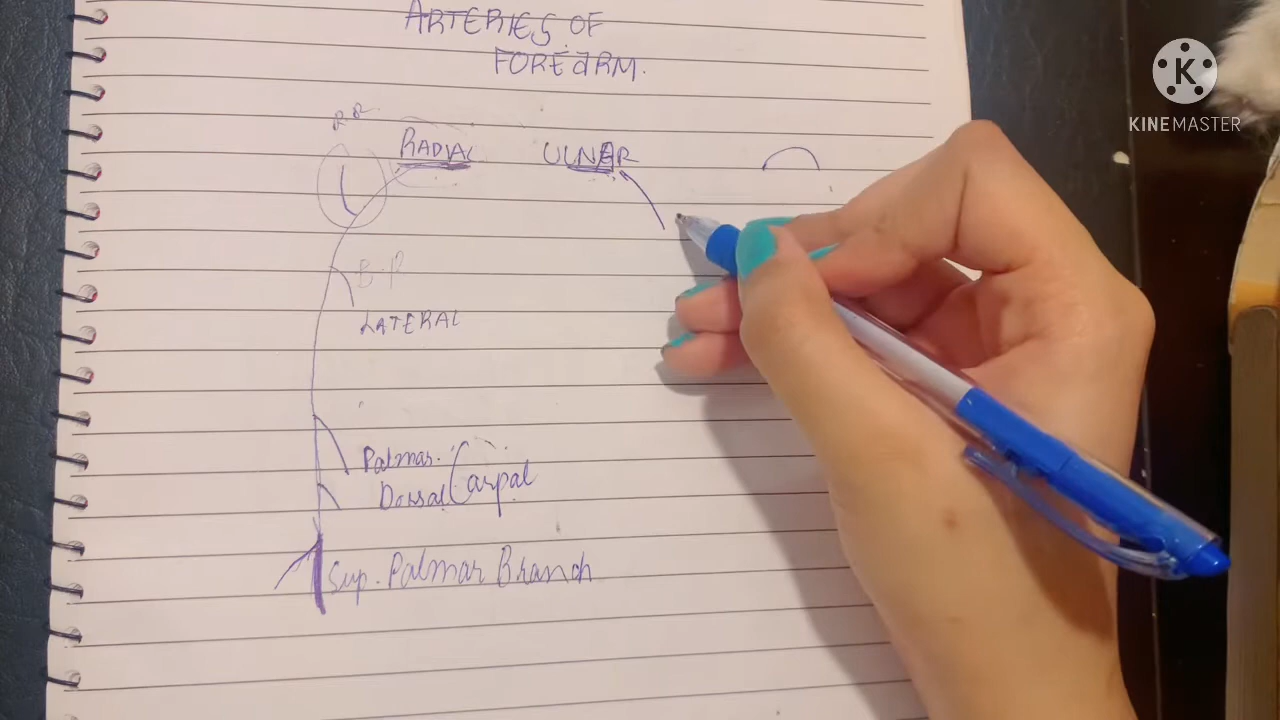 ARTERIES OF
FOREARM.
R R
RADIAL
ULNAR
B.R
LATERAL
Palmar.
Dorsal Carpal
Sup. Palmar Branch
K
KINEMASTER